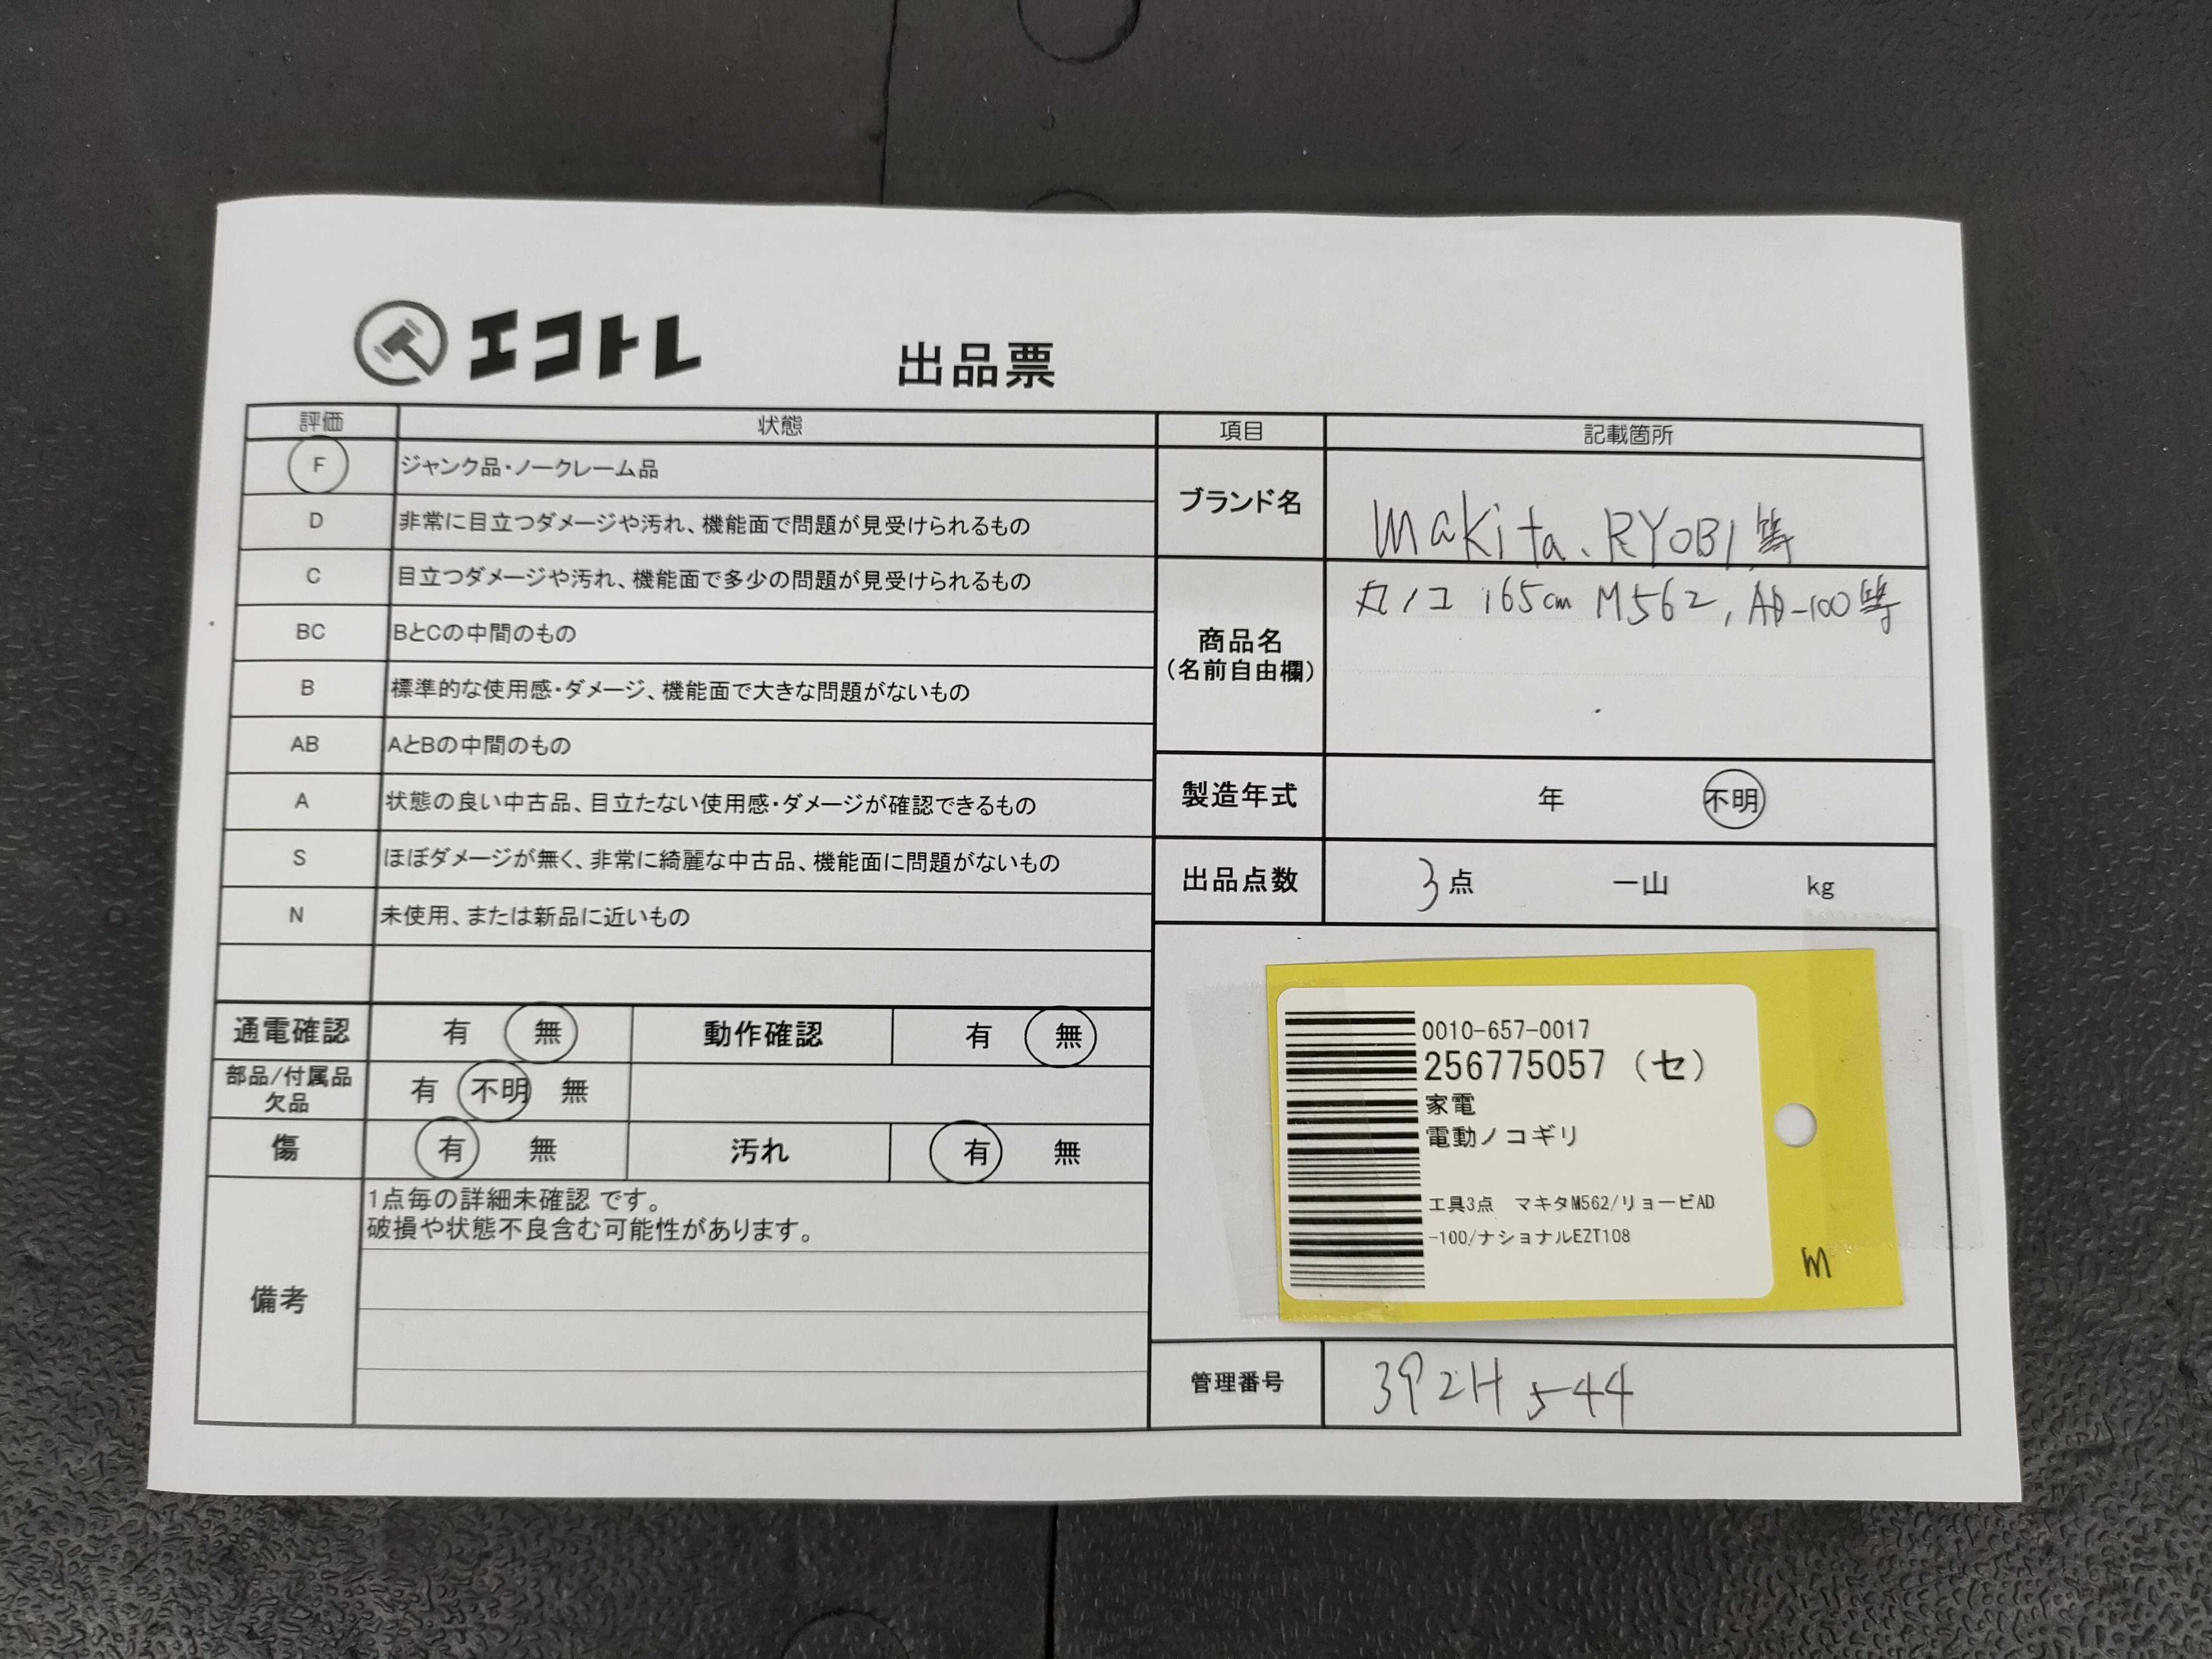 エコトレ
出品票
評価 状態
F ジャンク品・ノークレーム品
D 非常に目立つダメージや汚れ、機能面で問題が見受けられるもの
C 目立つダメージや汚れ、機能面で多少の問題が見受けられるもの
BC BとCの中間のもの
B 標準的な使用感・ダメージ、機能面で大きな問題がないもの
AB AとBの中間のもの
A 状態の良い中古品、目立たない使用感・ダメージが確認できるもの
S ほぼダメージが無く、非常に綺麗な中古品、機能面に問題がないもの
N 未使用、または新品に近いもの
通電確認 有 無 動作確認 有 無
部品/付属品
欠品 有 不明 無
傷 有 無 汚れ 有 無
備考
1点毎の詳細未確認 です。
破損や状態不良含む可能性があります。
項目 記載箇所
ブランド名 makita、RYOBI 等
商品名
(名前自由欄)
丸ノコ 165cm M562, AD-100等
製造年式 年 不明
出品点数 3点 一山 kg
0010-657-0017
256775057 (セ)
家電
電動ノコギリ
工具3点 マキタM562/リョービAD
-100/ナショナルEZT108
M
管理番号 392H 544